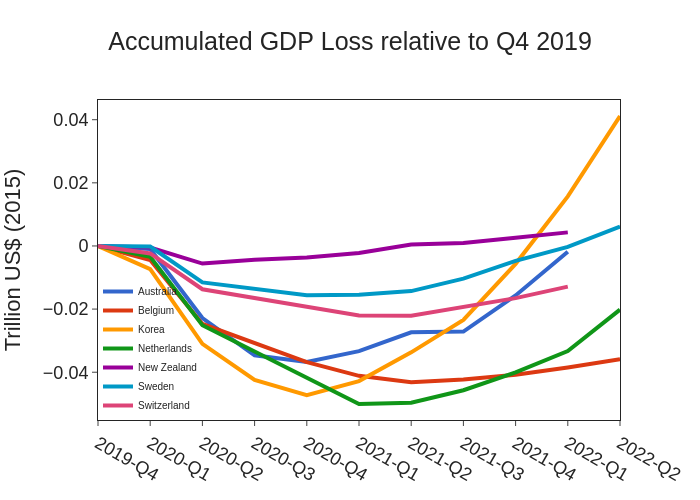 Accumulated GDP Loss relative to Q4 2019
Trillion US$ (2015)
0.04
0.02
0
−0.02
−0.04
Australia
Belgium
Korea
Netherlands
New Zealand
Sweden
Switzerland
2019-Q4
2020-Q1
2020-Q2
2020-Q3
2020-Q4
2021-Q1
2021-Q2
2021-Q3
2021-Q4
2022-Q1
2022-Q2